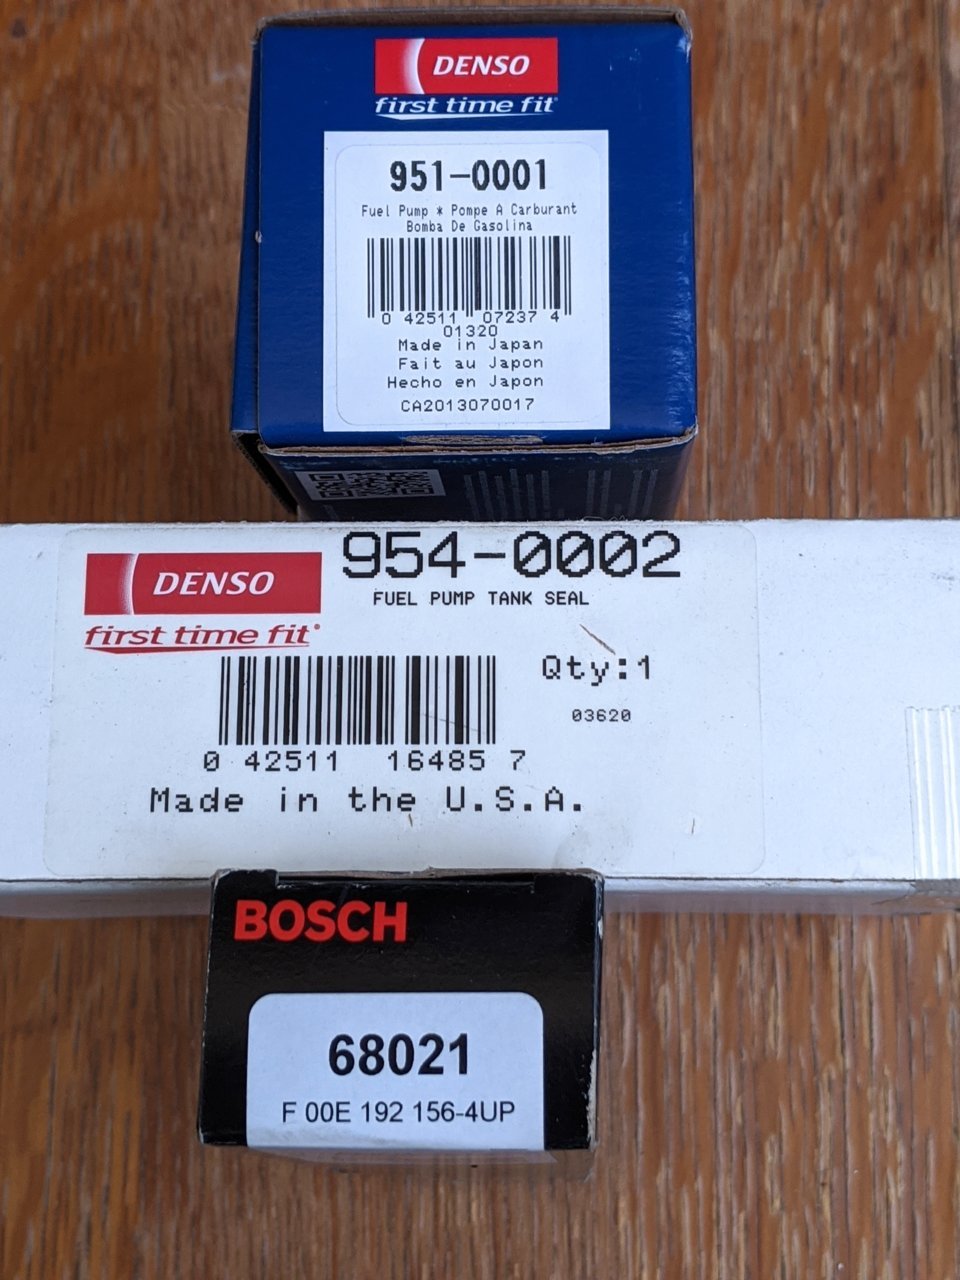 DENSO
first time fit®
951-0001
Fuel Pump * Pompe A Carburant
Bomba De Gasolina
0 42511 07237 4
01320
Made in Japan
Fait au Japon
Hecho en Japon
CA2013070017
DENSO
first time fit®
954-0002
FUEL PUMP TANK SEAL
Qty:1
03620
0 42511 16485 7
Made in the U.S.A.
BOSCH
68021
F 00E 192 156-4UP